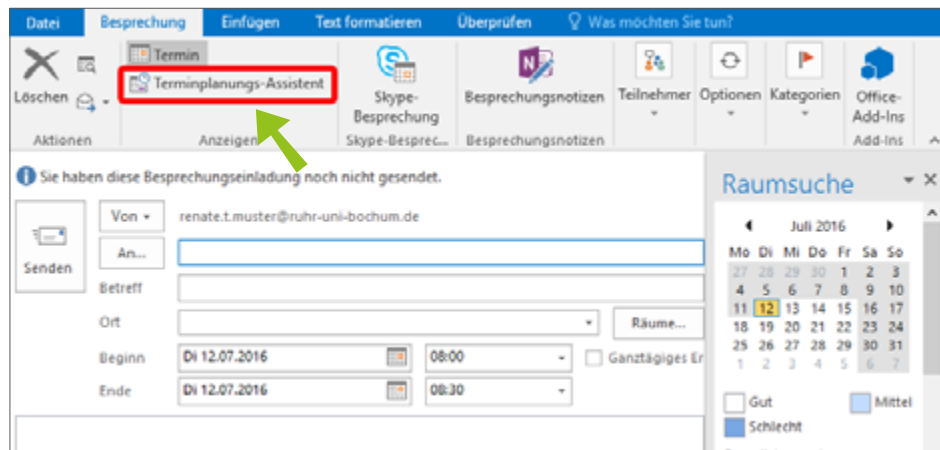 Datei Besprechung Einfügen Text formatieren Überprüfen Was möchten Sie tun?
Termin
Terminplanungs-Assistent
Löschen
Skype-
Besprechung
Besprechungsnotizen
Teilnehmer
Optionen
Kategorien
Office-
Add-Ins
Aktionen Anzeigen Skype-Besprec... Besprechungsnotizen Add-Ins
Sie haben diese Besprechungseinladung noch nicht gesendet.
Senden
Von renate.t.muster@ruhr-uni-bochum.de
An...
Betreff
Ort Räume...
Beginn Di 12.07.2016 08:00 Ganztägiges Er
Ende Di 12.07.2016 08:30
Raumsuche
Juli 2016
Mo Di Mi Do Fr Sa So
27 28 29 30 1 2 3
4 5 6 7 8 9 10
11 12 13 14 15 16 17
18 19 20 21 22 23 24
25 26 27 28 29 30 31
1 2 3 4 5 6 7
Gut Mittel
Schlecht